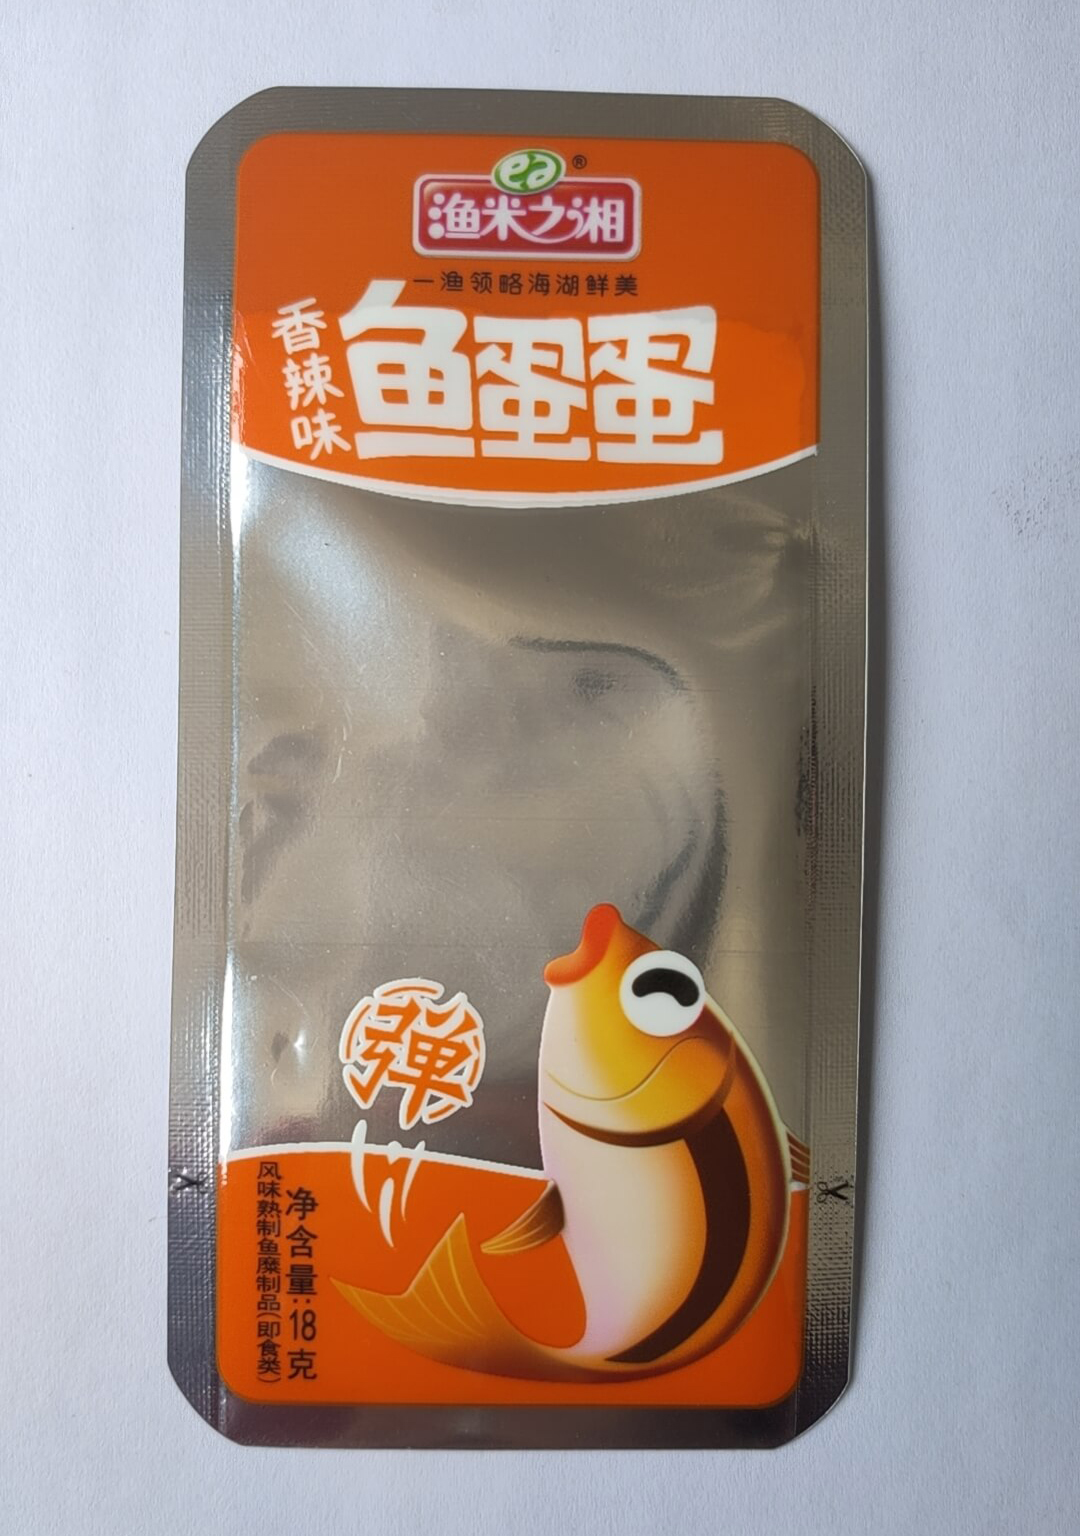 ea®
渔米之湘
一渔领略海湖鲜美
香辣味
鱼蛋蛋
弹
风味熟制鱼糜制品(即食类)
净含量:18克